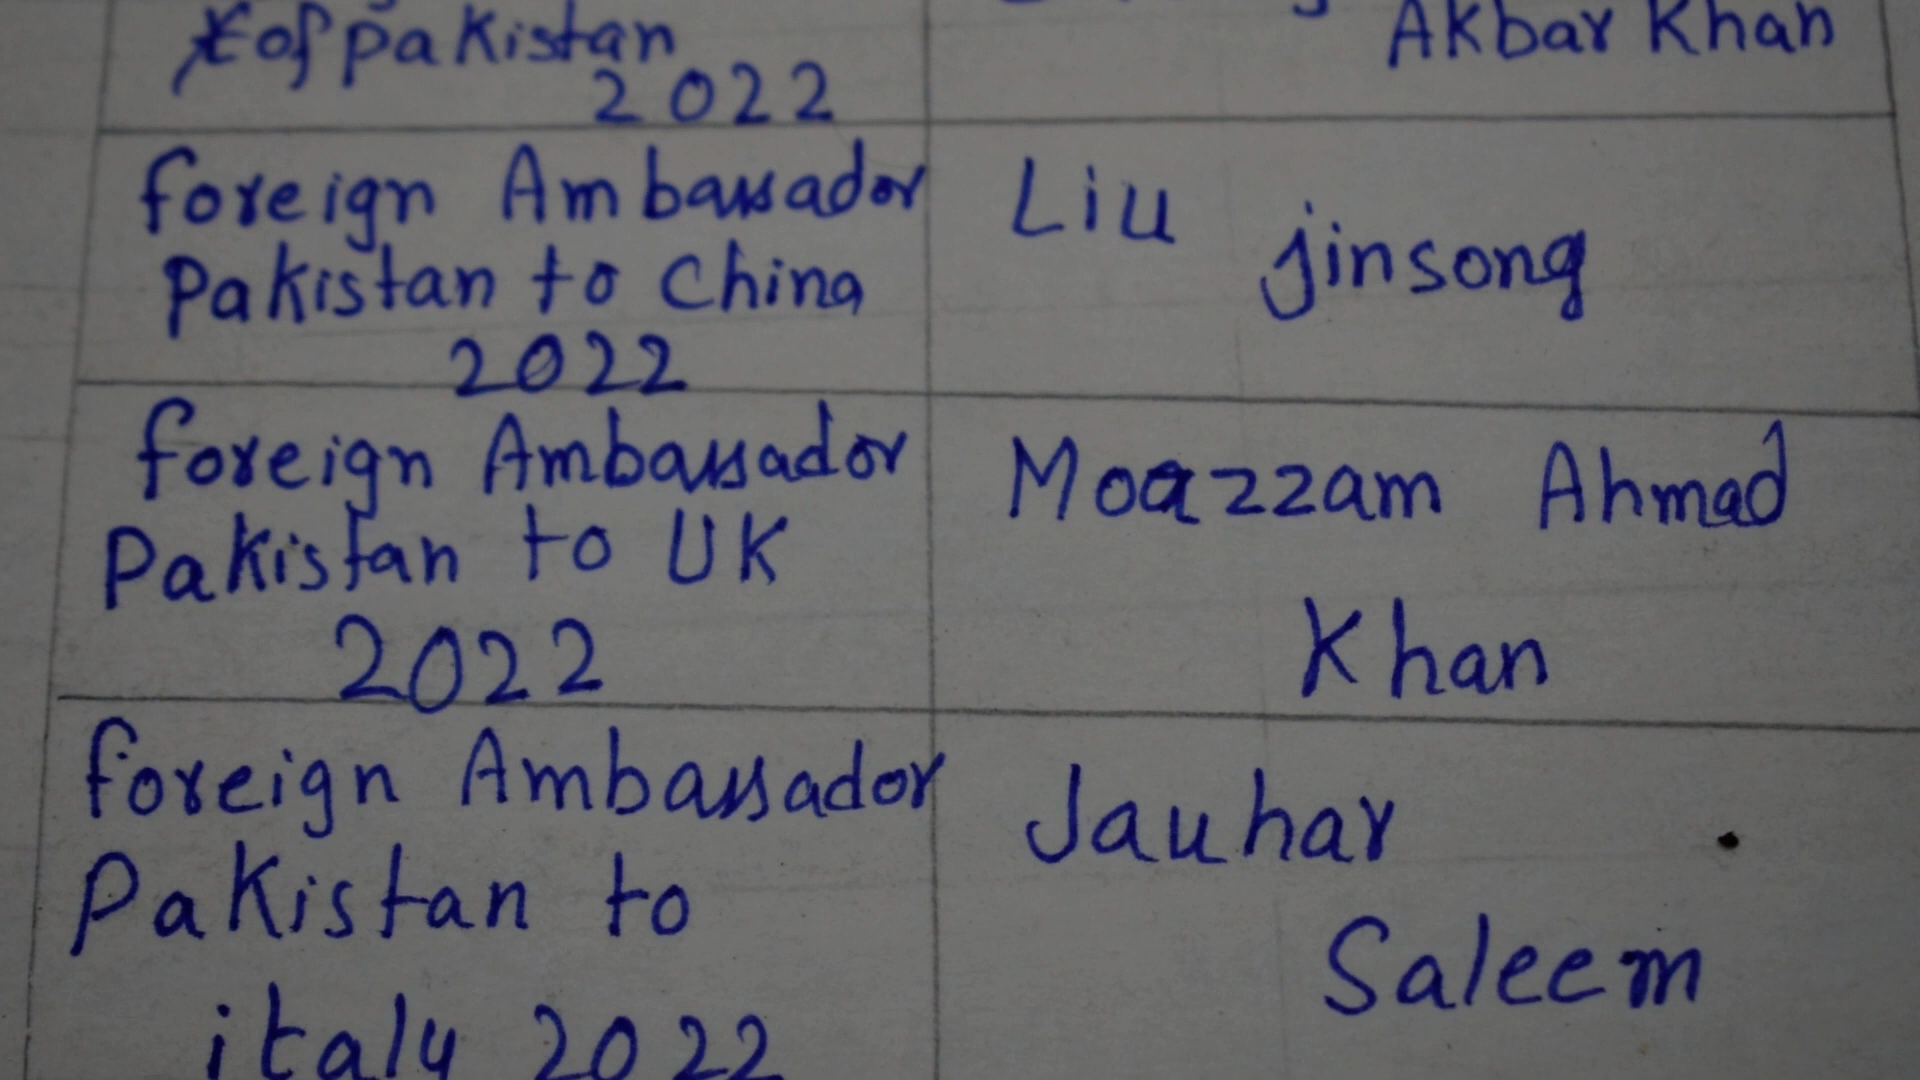 of pakistan
2022
Akbar Khan
foreign Ambassador
Pakistan to China
2022
Liu
jinsong
foreign Ambassador
Pakistan to UK
2022
Moazzam Ahmad
Khan
foreign Ambassador
Pakistan to
italy 2022
Jauhar
Saleem